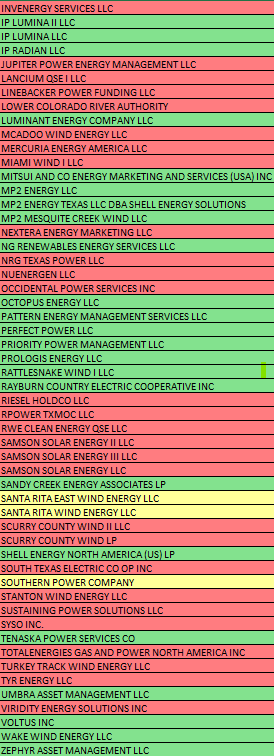 INVENERGY SERVICES LLC
IP LUMINA II LLC
IP LUMINA LLC
IP RADIAN LLC
JUPITER POWER ENERGY MANAGEMENT LLC
LANCIUM QSE I LLC
LINEBACKER POWER FUNDING LLC
LOWER COLORADO RIVER AUTHORITY
LUMINANT ENERGY COMPANY LLC
MCADOO WIND ENERGY LLC
MERCURIA ENERGY AMERICA LLC
MIAMI WIND I LLC
MITSUI AND CO ENERGY MARKETING AND SERVICES (USA) INC
MP2 ENERGY LLC
MP2 ENERGY TEXAS LLC DBA SHELL ENERGY SOLUTIONS
MP2 MESQUITE CREEK WIND LLC
NEXTERA ENERGY MARKETING LLC
NG RENEWABLES ENERGY SERVICES LLC
NRG TEXAS POWER LLC
NUENERGEN LLC
OCCIDENTAL POWER SERVICES INC
OCTOPUS ENERGY LLC
PATTERN ENERGY MANAGEMENT SERVICES LLC
PERFECT POWER LLC
PRIORITY POWER MANAGEMENT LLC
PROLOGIS ENERGY LLC
RATTLESNAKE WIND I LLC
RAYBURN COUNTRY ELECTRIC COOPERATIVE INC
RIESEL HOLDCO LLC
RPOWER TXMOC LLC
RWE CLEAN ENERGY QSE LLC
SAMSON SOLAR ENERGY II LLC
SAMSON SOLAR ENERGY III LLC
SAMSON SOLAR ENERGY LLC
SANDY CREEK ENERGY ASSOCIATES LP
SANTA RITA EAST WIND ENERGY LLC
SANTA RITA WIND ENERGY LLC
SCURRY COUNTY WIND II LLC
SCURRY COUNTY WIND LP
SHELL ENERGY NORTH AMERICA (US) LP
SOUTH TEXAS ELECTRIC CO OP INC
SOUTHERN POWER COMPANY
STANTON WIND ENERGY LLC
SUSTAINING POWER SOLUTIONS LLC
SYSO INC.
TENASKA POWER SERVICES CO
TOTALENERGIES GAS AND POWER NORTH AMERICA INC
TURKEY TRACK WIND ENERGY LLC
TYR ENERGY LLC
UMBRA ASSET MANAGEMENT LLC
VIRIDITY ENERGY SOLUTIONS INC
VOLTUS INC
WAKE WIND ENERGY LLC
ZEPHYR ASSET MANAGEMENT LLC